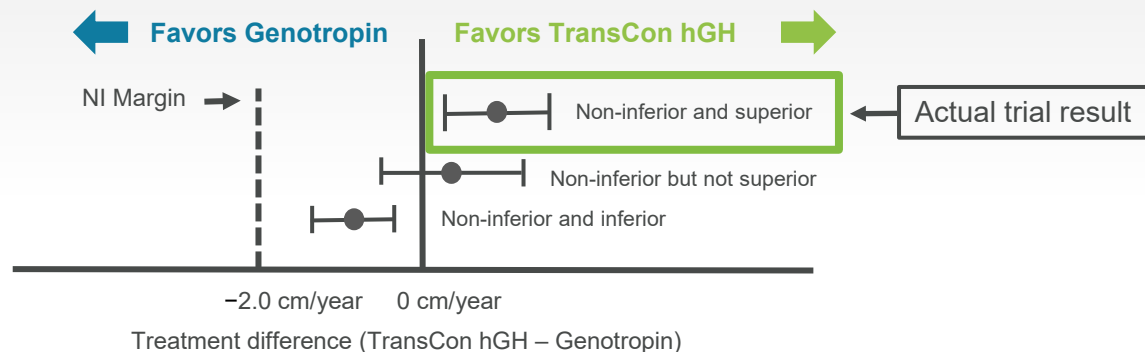 Favors Genotropin
Favors TransCon hGH
NI Margin
Non-inferior and superior
Actual trial result
Non-inferior but not superior
Non-inferior and inferior
−2.0 cm/year
0 cm/year
Treatment difference (TransCon hGH – Genotropin)